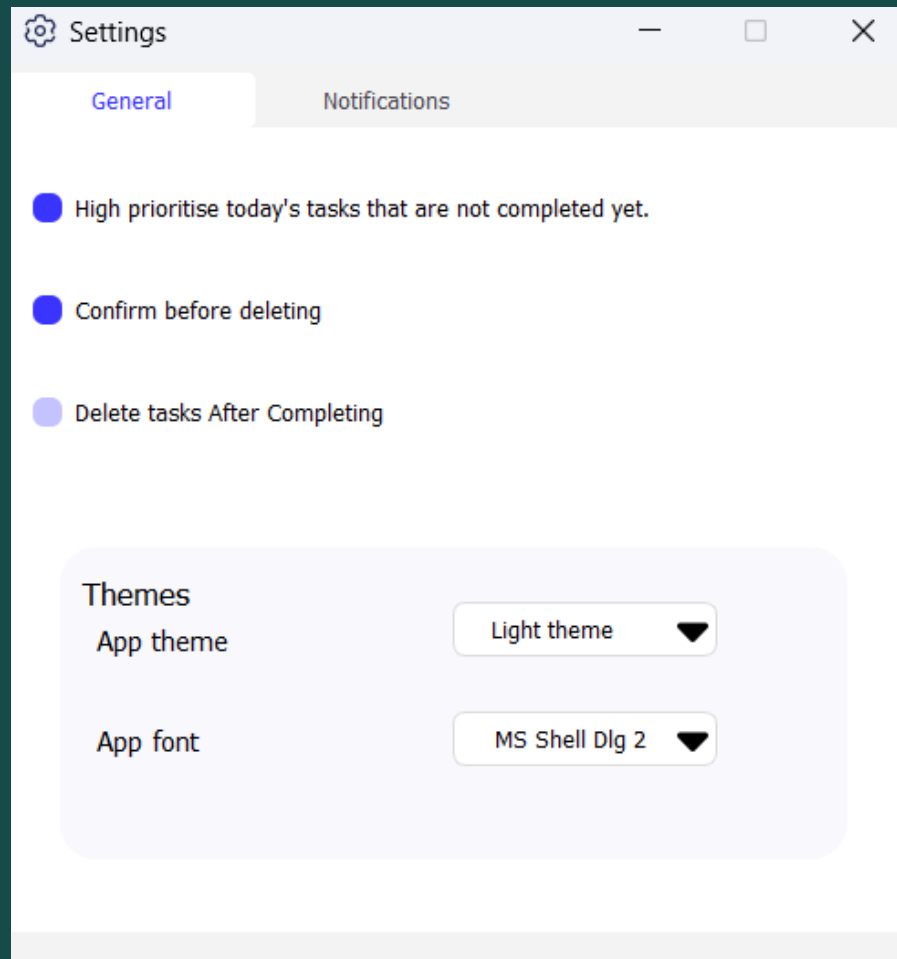 Settings
General
Notifications
High prioritise today's tasks that are not completed yet.
Confirm before deleting
Delete tasks After Completing
Themes
App theme
Light theme
App font
MS Shell Dlg 2